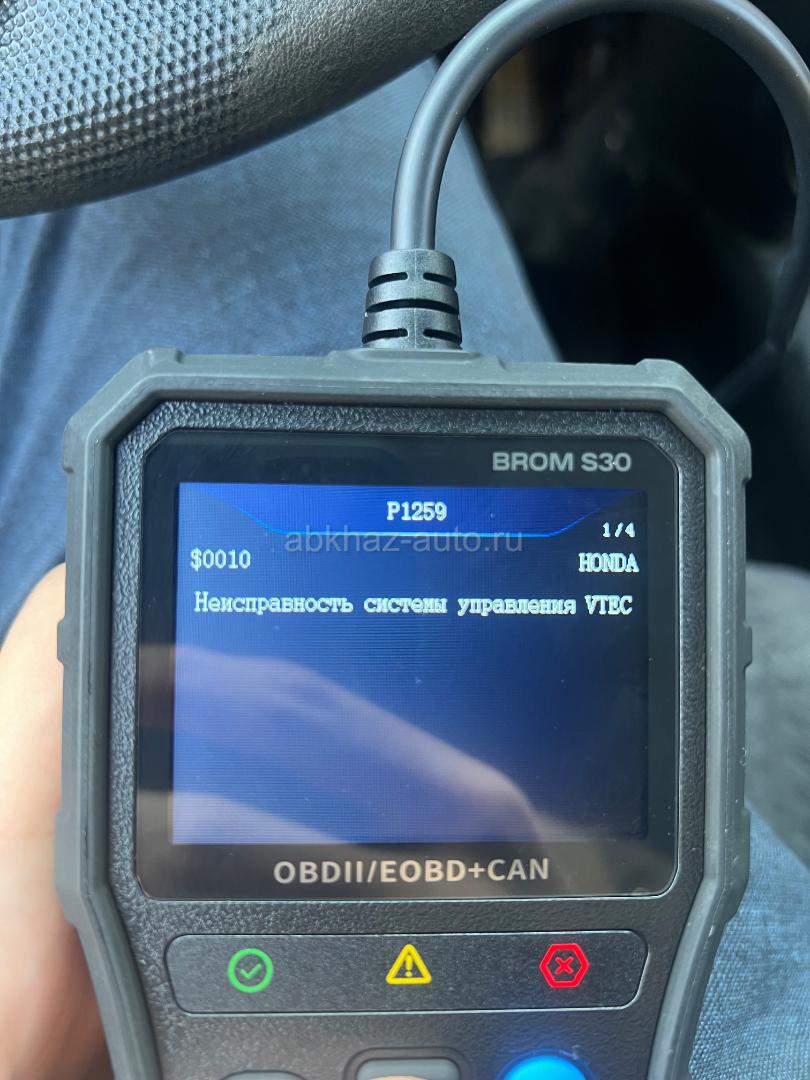 BROM S30
P1259
1/4
abkhaz-auto.ru
$0010 HONDA
Неисправность системы управления VTEC
OBDII/EOBD+CAN